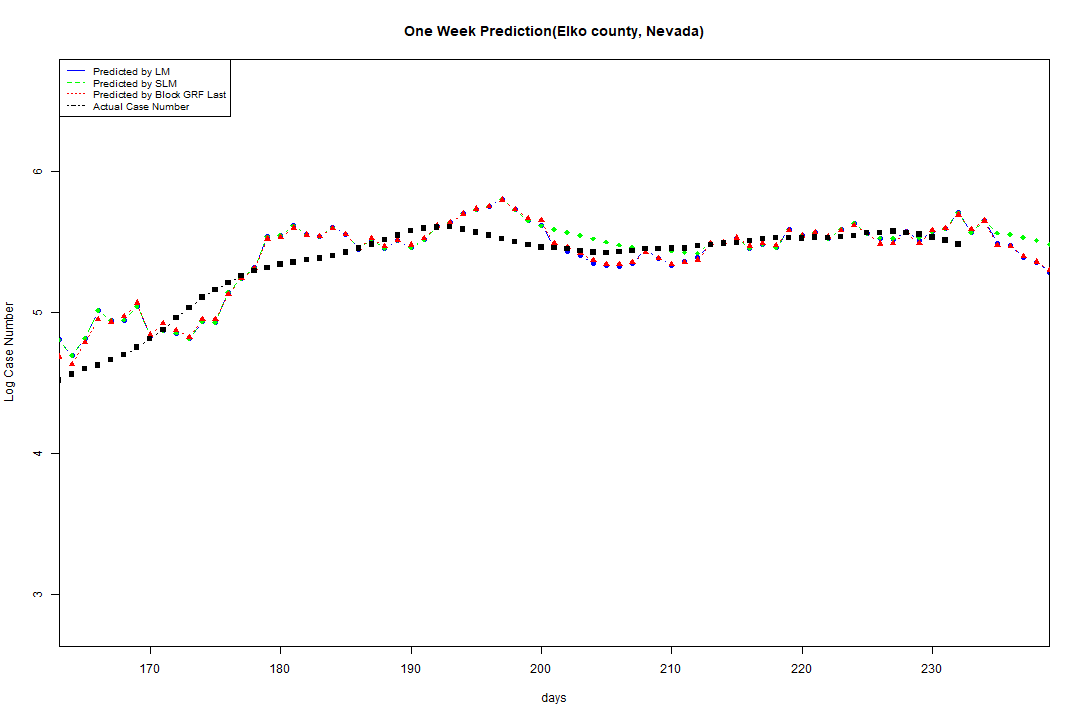 One Week Prediction(Elko county, Nevada)
Predicted by LM
Predicted by SLM
Predicted by Block GRF Last
Actual Case Number
6
5
4
3
Log Case Number
170 180 190 200 210 220 230
days